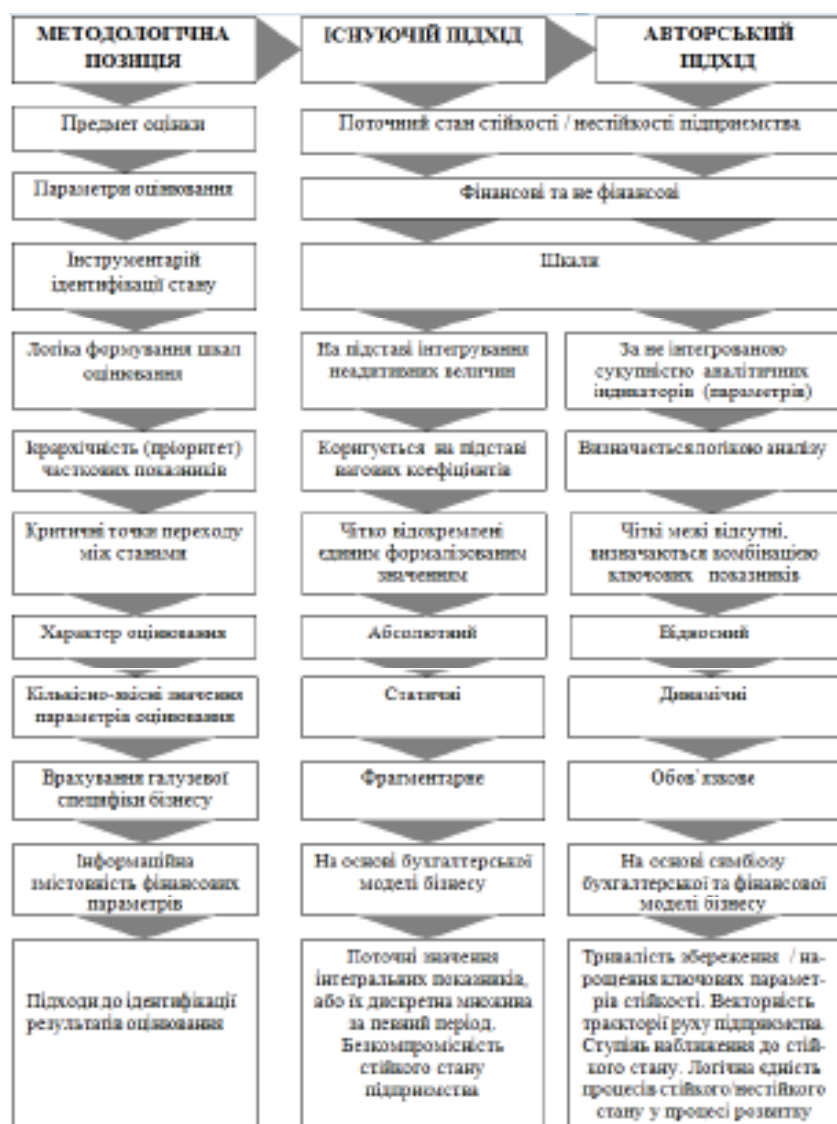 МЕТОДОЛОГІЧНА
ПОЗИЦІЯ
ІСНУЮЧІЙ ПІДХІД
АВТОРСЬКИЙ
ПІДХІД
Предмет оцінки
Поточний стан стійкості / нестійкості підприємства
Параметри оцінювання
Фінансові та не фінансові
Інструментарій
ідентифікації стану
Шкали
Логіка формування шкал
оцінювання
На підставі інтегрування
неадитивних величин
За не інтегрованою
сукупністю аналітичних
індикаторів (параметрів)
Ієрархічність (пріоритет)
часткових показників
Коригується на підставі
вагових коефіцієнтів
Визначається логікою аналізу
Критичні точки переходу
між станами
Чітко відокремлені
єдиним формалізованим
значенням
Чіткі межі відсутні,
визначаються комбінацією
ключових показників
Характер оцінювання
Абсолютний
Відносний
Кількісно-якісні значення
параметрів оцінювання
Статичні
Динамічні
Врахування галузевої
специфіки бізнесу
Фрагментарне
Обов`язкове
Інформаційна
змістовність фінансових
параметрів
На основі бухгалтерської
моделі бізнесу
На основі симбіозу
бухгалтерської та фінансової
моделі бізнесу
Підходи до ідентифікації
результатів оцінювання
Поточні значення
інтегральних показників,
або їх дискретна множина
за певний період.
Безкомпромісність
стійкого стану
підприємства
Тривалість збереження / на-
рощення ключових парамет-
рів стійкості. Векторність
траєкторії руху підприємства.
Ступінь наближення до стій-
кого стану. Логічна єдність
процесів стійкого/нестійкого
стану у процесі розвитку